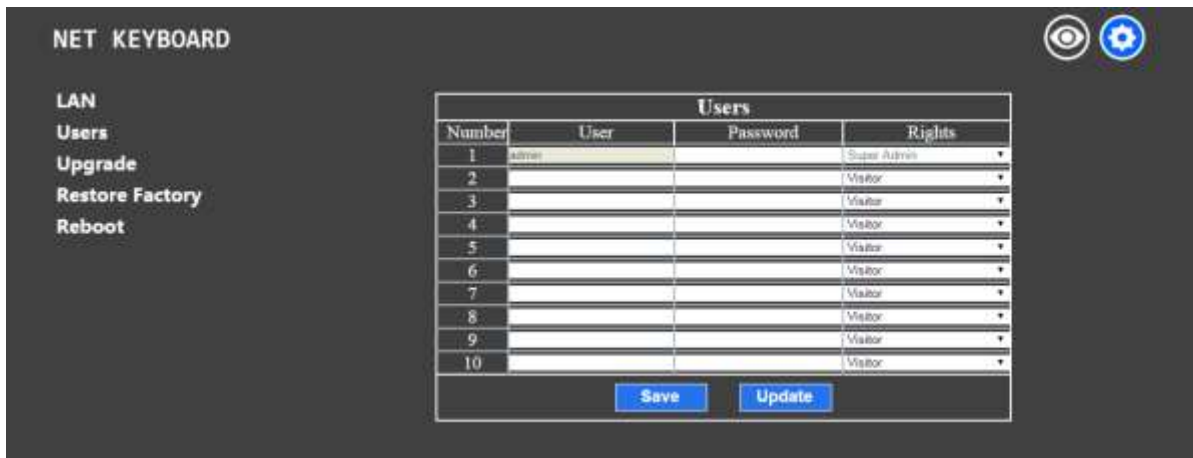 NET KEYBOARD
LAN
Users
Upgrade
Restore Factory
Reboot
Users
Number User Password Rights
1 admin Super Admin
2 Visitor
3 Visitor
4 Visitor
5 Visitor
6 Visitor
7 Visitor
8 Visitor
9 Visitor
10 Visitor
Save Update